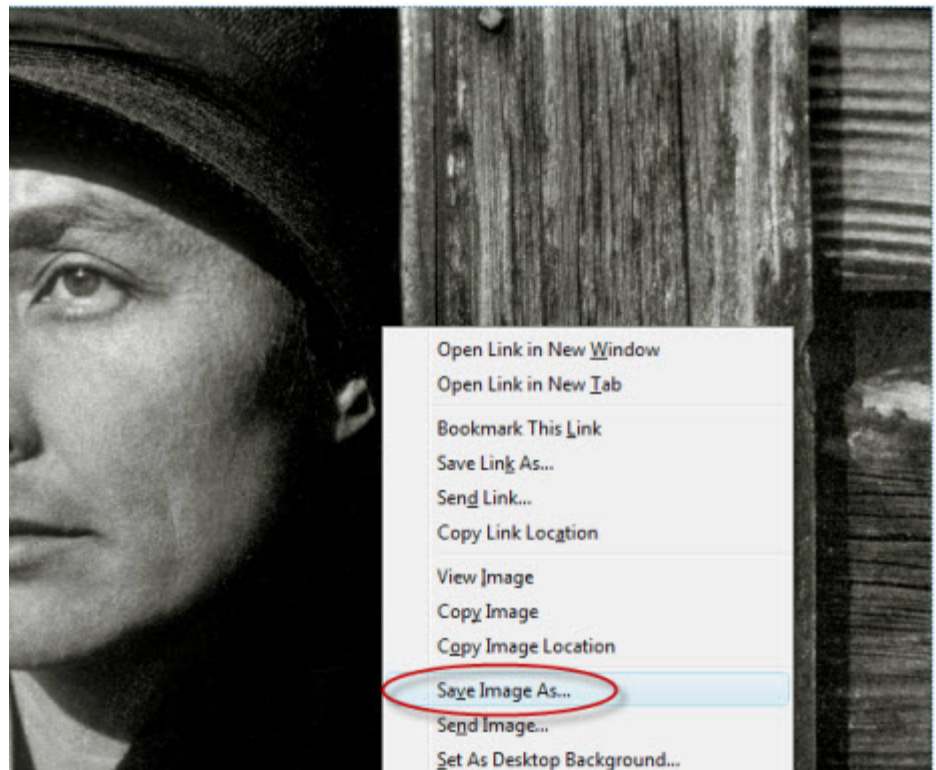 Open Link in New Window
Open Link in New Tab
Bookmark This Link
Save Link As...
Send Link...
Copy Link Location
View Image
Copy Image
Copy Image Location
Save Image As...
Send Image...
Set As Desktop Background...